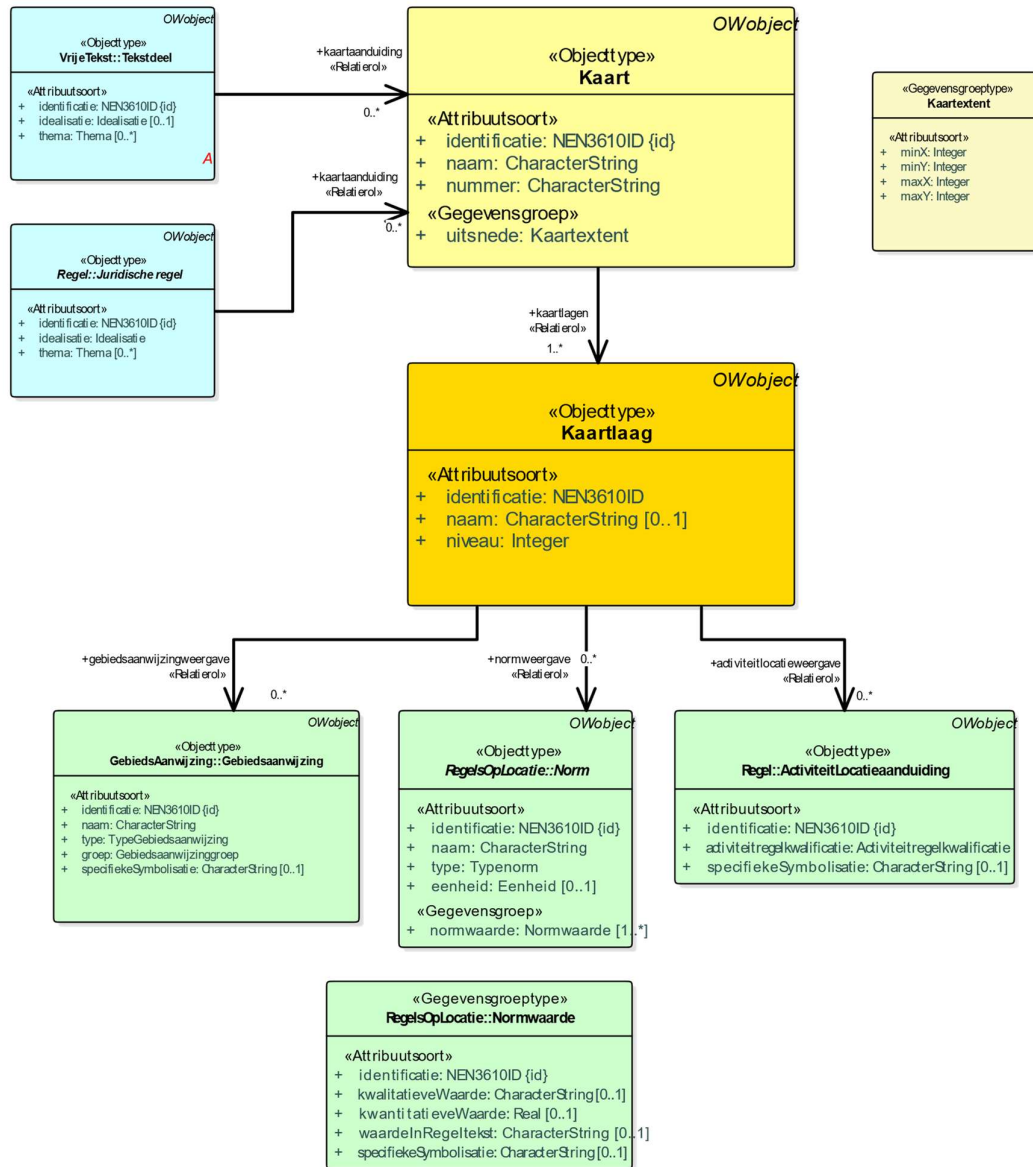 OWobject
«Objecttype»
VrijeTekst::Tekstdeel
«Attribuutsoort»
+ identificatie: NEN3610ID {id}
+ idealisatie: Idealisatie [0..1]
+ thema: Thema [0..*]
A
+kaartaanduiding
«Relatierol»
0..*
OWobject
«Objecttype»
Kaart
«Attribuutsoort»
+ identificatie: NEN3610ID {id}
+ naam: CharacterString
+ nummer: CharacterString
«Gegevensgroep»
+ uitsnede: Kaartextent
«Gegevensgroeptype»
Kaartextent
«Attribuutsoort»
+ minX: Integer
+ minY: Integer
+ maxX: Integer
+ maxY: Integer
+kaartaanduiding
«Relatierol»
0..*
OWobject
«Objecttype»
Regel::Juridische regel
«Attribuutsoort»
+ identificatie: NEN3610ID {id}
+ idealisatie: Idealisatie
+ thema: Thema [0..*]
+kaartlagen
«Relatierol»
1..*
OWobject
«Objecttype»
Kaartlaag
«Attribuutsoort»
+ identificatie: NEN3610ID
+ naam: CharacterString [0..1]
+ niveau: Integer
+gebiedsaanwijzingweergave
«Relatierol»
0..*
+normweergave 0..*
«Relatierol»
+activiteitlocatieweergave
«Relatierol»
0..*
OWobject
«Objecttype»
GebiedsAanwijzing::Gebiedsaanwijzing
«Attribuutsoort»
+ identificatie: NEN3610ID {id}
+ naam: CharacterString
+ type: TypeGebiedsaanwijzing
+ groep: Gebiedsaanwijzinggroep
+ specifiekeSymbolisatie: CharacterString [0..1]
OWobject
«Objecttype»
RegelsOpLocatie::Norm
«Attribuutsoort»
+ identificatie: NEN3610ID {id}
+ naam: CharacterString
+ type: Typenorm
+ eenheid: Eenheid [0..1]
«Gegevensgroep»
+ normwaarde: Normwaarde [1..*]
OWobject
«Objecttype»
Regel::ActiviteitLocatieaanduiding
«Attribuutsoort»
+ identificatie: NEN3610ID {id}
+ activiteitregelkwalificatie: Activiteitregelkwalificatie
+ specifiekeSymbolisatie: CharacterString [0..1]
«Gegevensgroeptype»
RegelsOpLocatie::Normwaarde
«Attribuutsoort»
+ identificatie: NEN3610ID {id}
+ kwalitatieveWaarde: CharacterString [0..1]
+ kwantitatieveWaarde: Real [0..1]
+ waardeInRegeltekst: CharacterString [0..1]
+ specifiekeSymbolisatie: CharacterString [0..1]